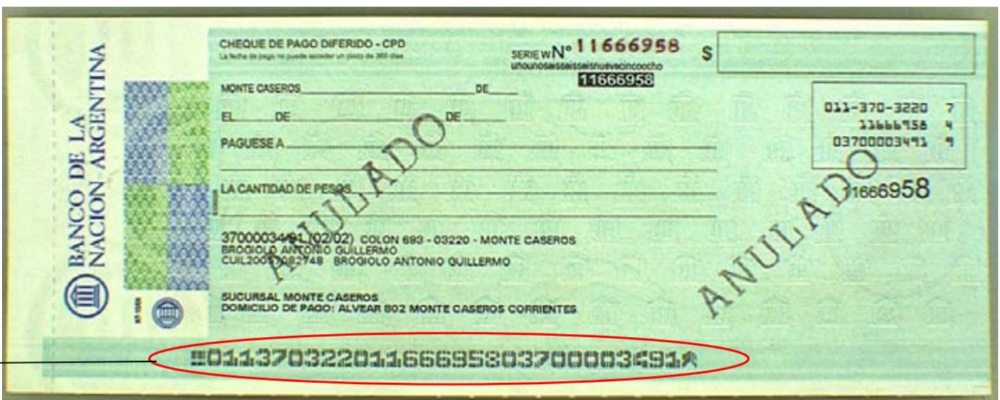 BANCO DE LA
NACION ARGENTINA
CHEQUE DE PAGO DIFERIDO - CPD
La fecha de pago no puede exceder un plazo de 360 días
SERIE W Nº 11666958
unounoseisseisseisnuevecincoocho
11666958
$
MONTE CASEROS DE
EL DE DE
PAGUESE A
LA CANTIDAD DE PESOS
011-370-3220 7
11666958 4
03700003491 9
11666958
ANULADO
ANULADO
37000034/91 (02/02) COLON 693 - 03220 - MONTE CASEROS
BROGIOLO ANTONIO GUILLERMO
BROGIOLO ANTONIO GUILLERMO
SUCURSAL MONTE CASEROS
DOMICILIO DE PAGO: ALVEAR 802 MONTE CASEROS CORRIENTES
01137032201166695803700003491